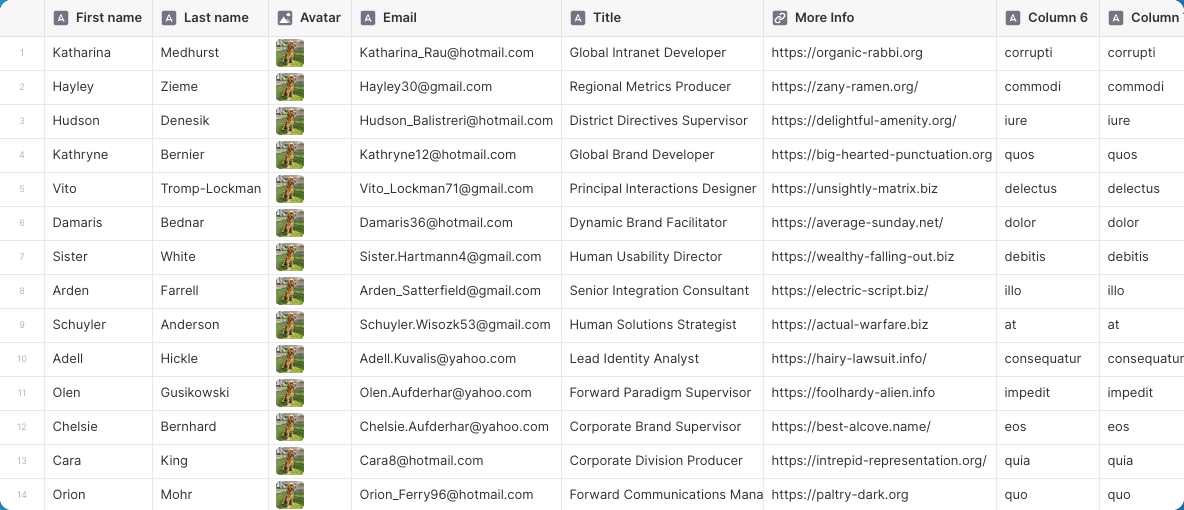 First name Last name Avatar Email Title More Info Column 6 Column
1 Katharina Medhurst Katharina_Rau@hotmail.com Global Intranet Developer https://organic-rabbi.org corrupti corrupti
2 Hayley Zieme Hayley30@gmail.com Regional Metrics Producer https://zany-ramen.org/ commodi commodi
3 Hudson Denesik Hudson_Balistreri@hotmail.com District Directives Supervisor https://delightful-amenity.org/ iure iure
4 Kathryne Bernier Kathryne12@hotmail.com Global Brand Developer https://big-hearted-punctuation.org quos quos
5 Vito Tromp-Lockman Vito_Lockman71@gmail.com Principal Interactions Designer https://unsightly-matrix.biz delectus delectus
6 Damaris Bednar Damaris36@hotmail.com Dynamic Brand Facilitator https://average-sunday.net/ dolor dolor
7 Sister White Sister.Hartmann4@gmail.com Human Usability Director https://wealthy-falling-out.biz debitis debitis
8 Arden Farrell Arden_Satterfield@gmail.com Senior Integration Consultant https://electric-script.biz/ illo illo
9 Schuyler Anderson Schuyler.Wisozk53@gmail.com Human Solutions Strategist https://actual-warfare.biz at at
10 Adell Hickle Adell.Kuvalis@yahoo.com Lead Identity Analyst https://hairy-lawsuit.info/ consequatur consequatur
11 Olen Gusikowski Olen.Aufderhar@yahoo.com Forward Paradigm Supervisor https://foolhardy-alien.info impedit impedit
12 Chelsie Bernhard Chelsie.Aufderhar@yahoo.com Corporate Brand Supervisor https://best-alcove.name/ eos eos
13 Cara King Cara8@hotmail.com Corporate Division Producer https://intrepid-representation.org/ quia quia
14 Orion Mohr Orion_Ferry96@hotmail.com Forward Communications Mana https://paltry-dark.org quo quo